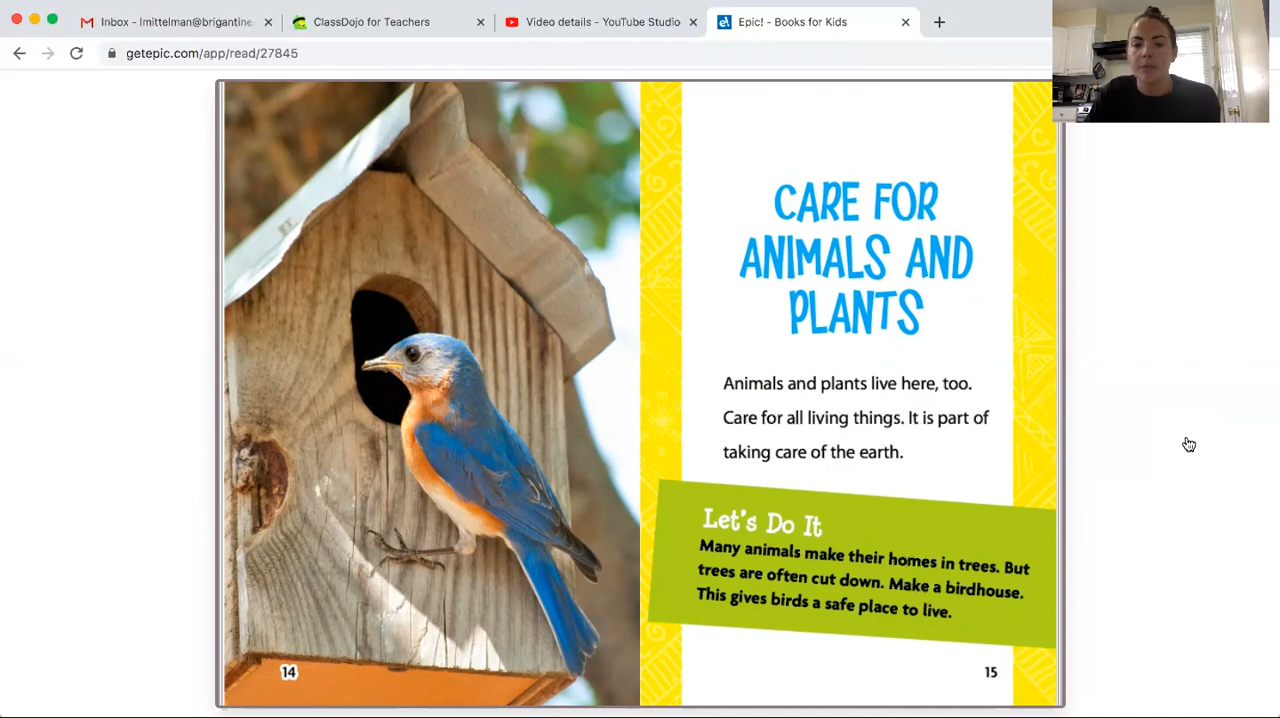 Inbox - lmittelman@brigantine
ClassDojo for Teachers
Video details - YouTube Studio
Epic! - Books for Kids
getepic.com/app/read/27845
CARE FOR
ANIMALS AND
PLANTS
Animals and plants live here, too.
Care for all living things. It is part of
taking care of the earth.
Let's Do It
Many animals make their homes in trees. But
trees are often cut down. Make a birdhouse.
This gives birds a safe place to live.
14
15